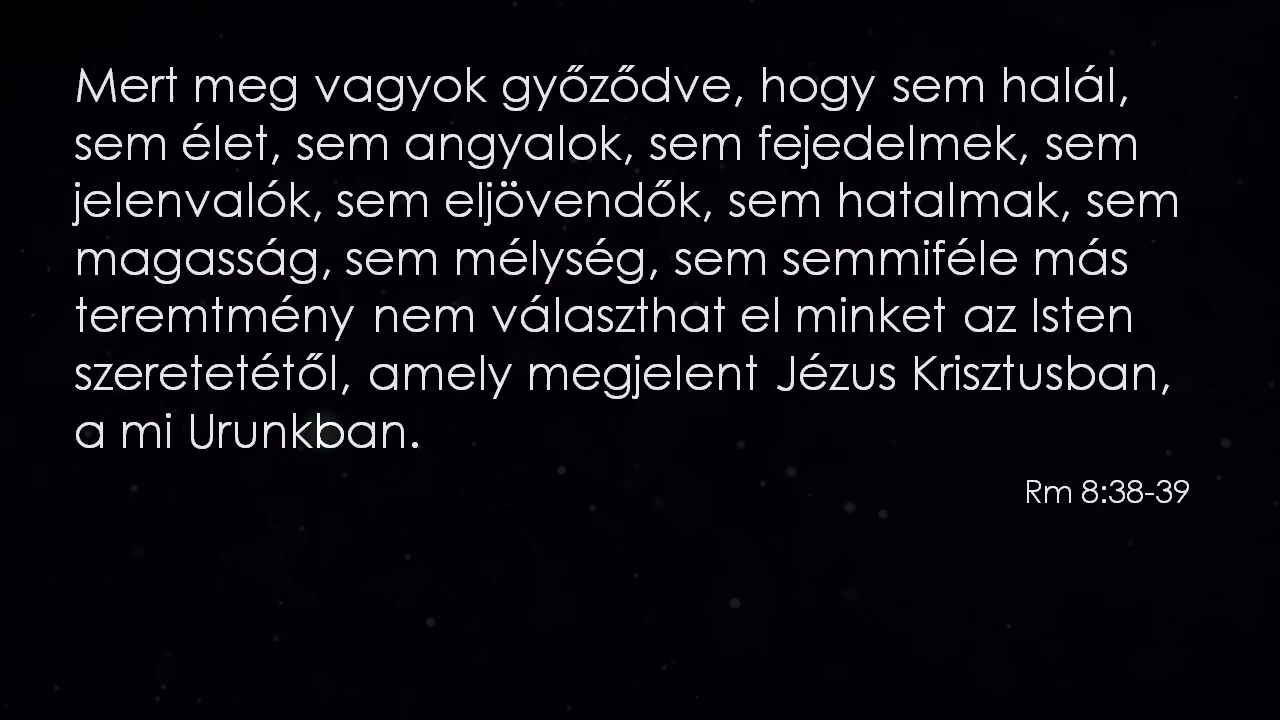 Mert meg vagyok győződve, hogy sem halál,
sem élet, sem angyalok, sem fejedelmek, sem
jelenvalók, sem eljövendők, sem hatalmak, sem
magasság, sem mélység, sem semmiféle más
teremtmény nem választhat el minket az Isten
szeretetétől, amely megjelent Jézus Krisztusban,
a mi Urunkban.
Rm 8:38-39